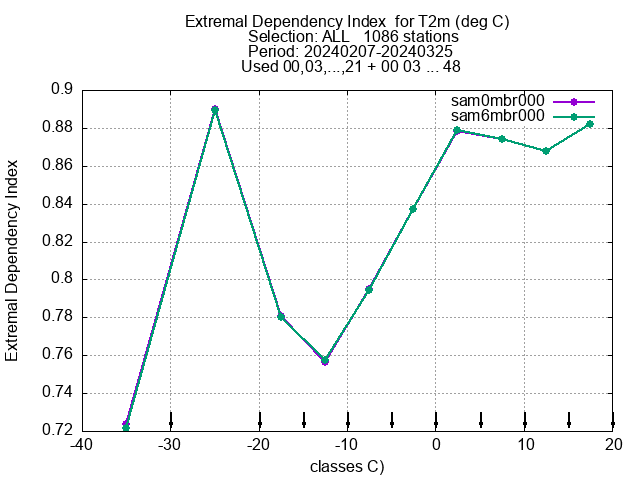 Extremal Dependency Index  for T2m (deg C)
Selection: ALL   1086 stations
Period: 20240207-20240325
Used 00,03,...,21 + 00 03 ... 48
sam0mbr000
sam6mbr000
0.9
0.88
0.86
0.84
0.82
0.8
0.78
0.76
0.74
0.72
Extremal Dependency Index
-40 -30 -20 -10 0 10 20
classes C)